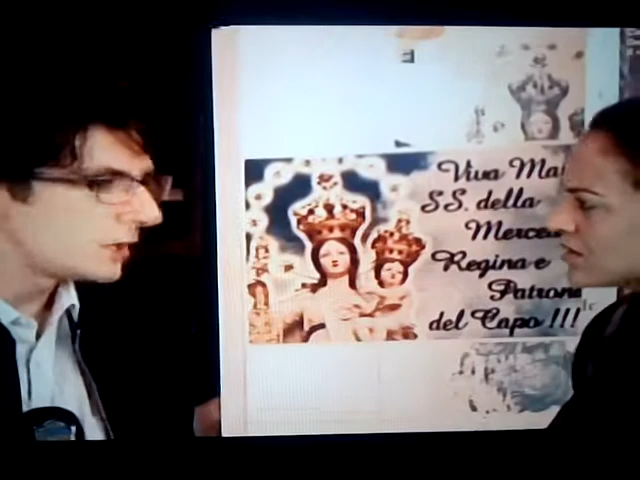 Viva Ma
SS. della
Merce
Regina e
Patron
del Capo !!!